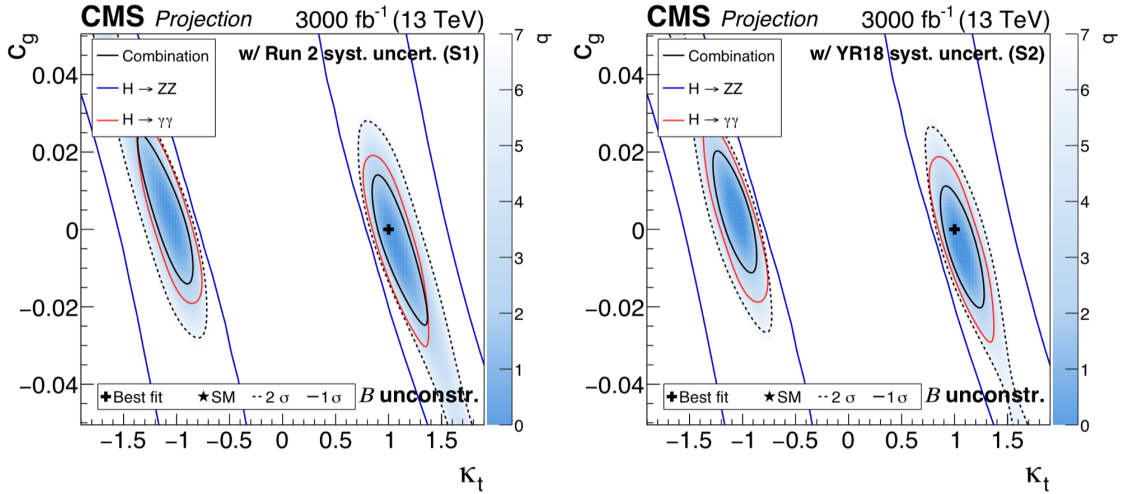 CMS Projection 3000 fb⁻¹ (13 TeV)
w/ Run 2 syst. uncert. (S1)
Combination
H → ZZ
H → γγ
c_g
0.04
0.02
0
−0.02
−0.04
Best fit ★SM 2 σ 1 σ
B unconstr.
−1.5 −1 −0.5 0 0.5 1 1.5
κ_t
q
7
6
5
4
3
2
1
0
CMS Projection 3000 fb⁻¹ (13 TeV)
w/ YR18 syst. uncert. (S2)
Combination
H → ZZ
H → γγ
c_g
0.04
0.02
0
−0.02
−0.04
Best fit ★SM 2 σ 1 σ
B unconstr.
−1.5 −1 −0.5 0 0.5 1 1.5
κ_t
q
7
6
5
4
3
2
1
0